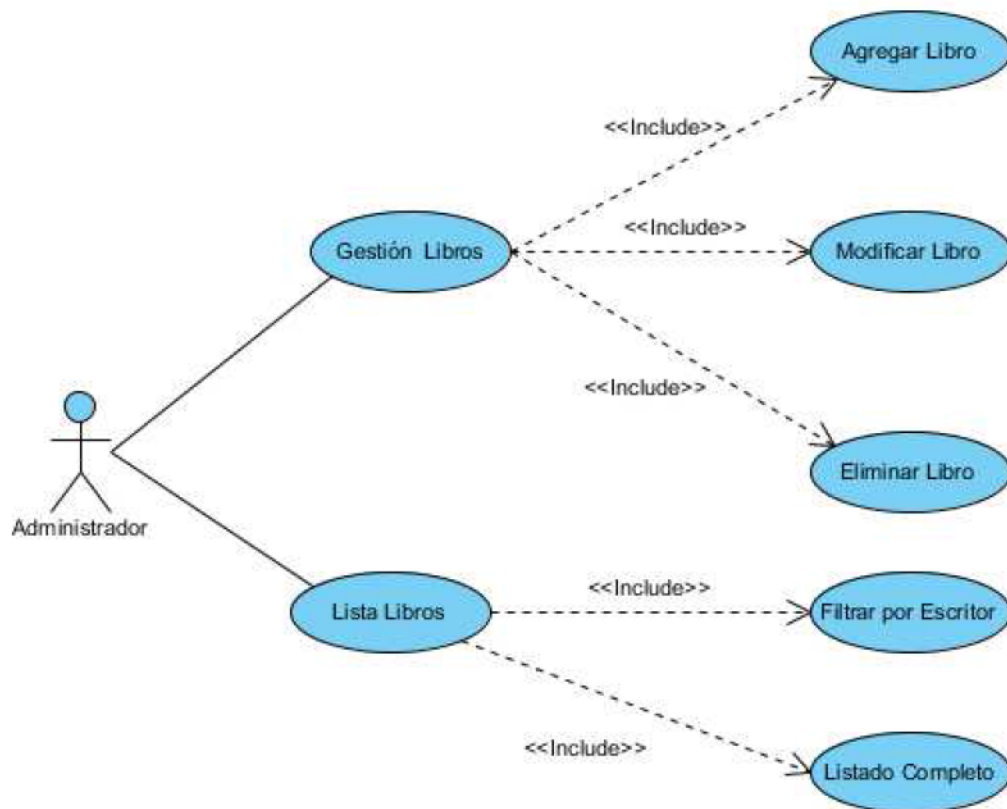 Agregar Libro
<<Include>>
Gestión Libros
<<Include>>
Modificar Libro
<<Include>>
Eliminar Libro
Administrador
Lista Libros
<<Include>>
Filtrar por Escritor
<<Include>>
Listado Completo